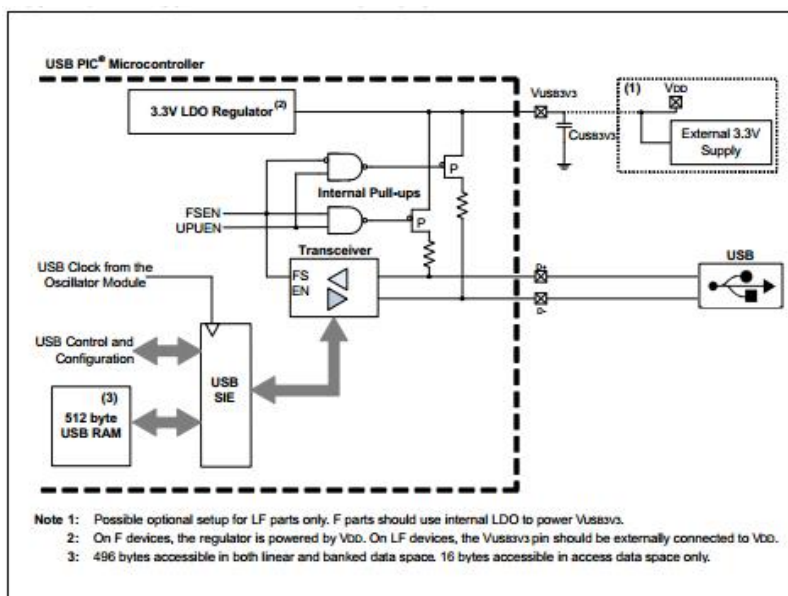 USB PIC® Microcontroller
3.3V LDO Regulator(2)
VUSB3V3
(1)
VDD
CUSB3V3
External 3.3V
Supply
P
Internal Pull-ups
P
FSEN
UPUEN
Transceiver
USB
USB Clock from the
Oscillator Module
FS
EN
USB Control and
Configuration
USB
SIE
(3)
512 byte
USB RAM
Note 1: Possible optional setup for LF parts only. F parts should use internal LDO to power VUSB3V3.
2: On F devices, the regulator is powered by VDD. On LF devices, the VUSB3V3 pin should be externally connected to VDD.
3: 496 bytes accessible in both linear and banked data space. 16 bytes accessible in access data space only.